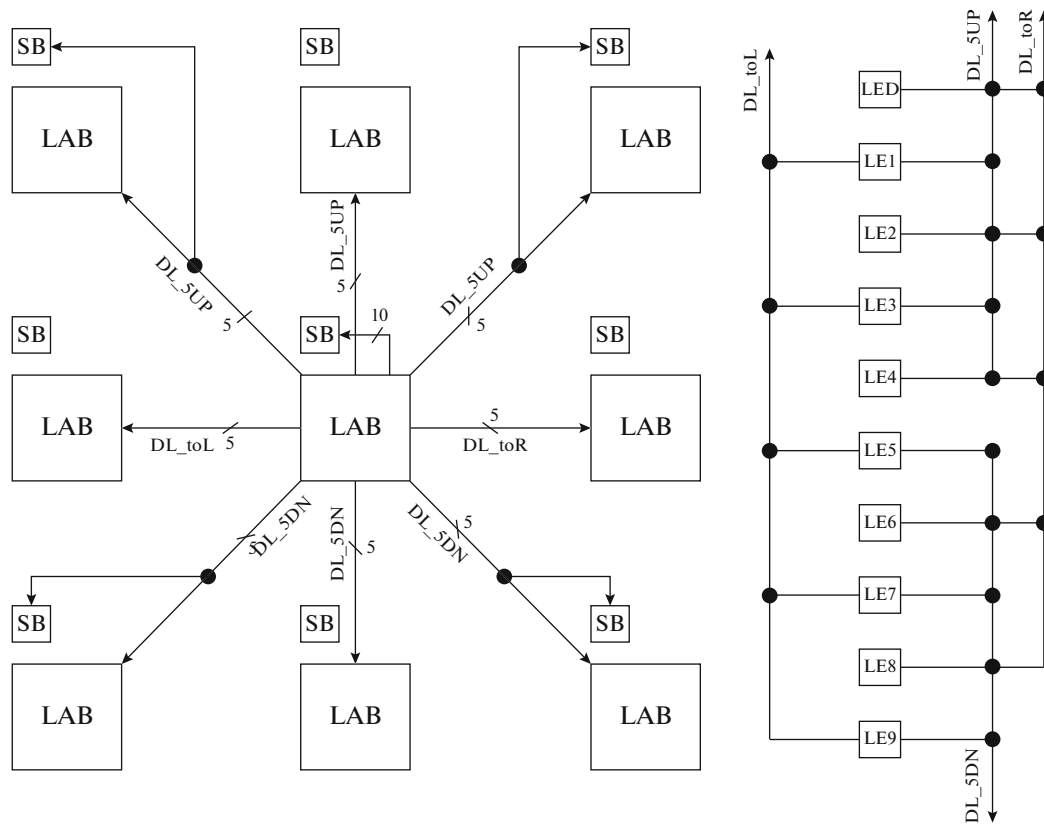 SB
SB
SB
LAB
LAB
LAB
DL_5UP
5
DL_5UP
5
DL_5UP
5
SB
SB
10
SB
LAB
LAB
LAB
DL_toL
5
5
DL_toR
DL_5DN
5
DL_5DN
5
DL_5DN
5
SB
SB
SB
LAB
LAB
LAB
DL_toL
DL_5UP
DL_toR
LED
LE1
LE2
LE3
LE4
LE5
LE6
LE7
LE8
LE9
DL_5DN